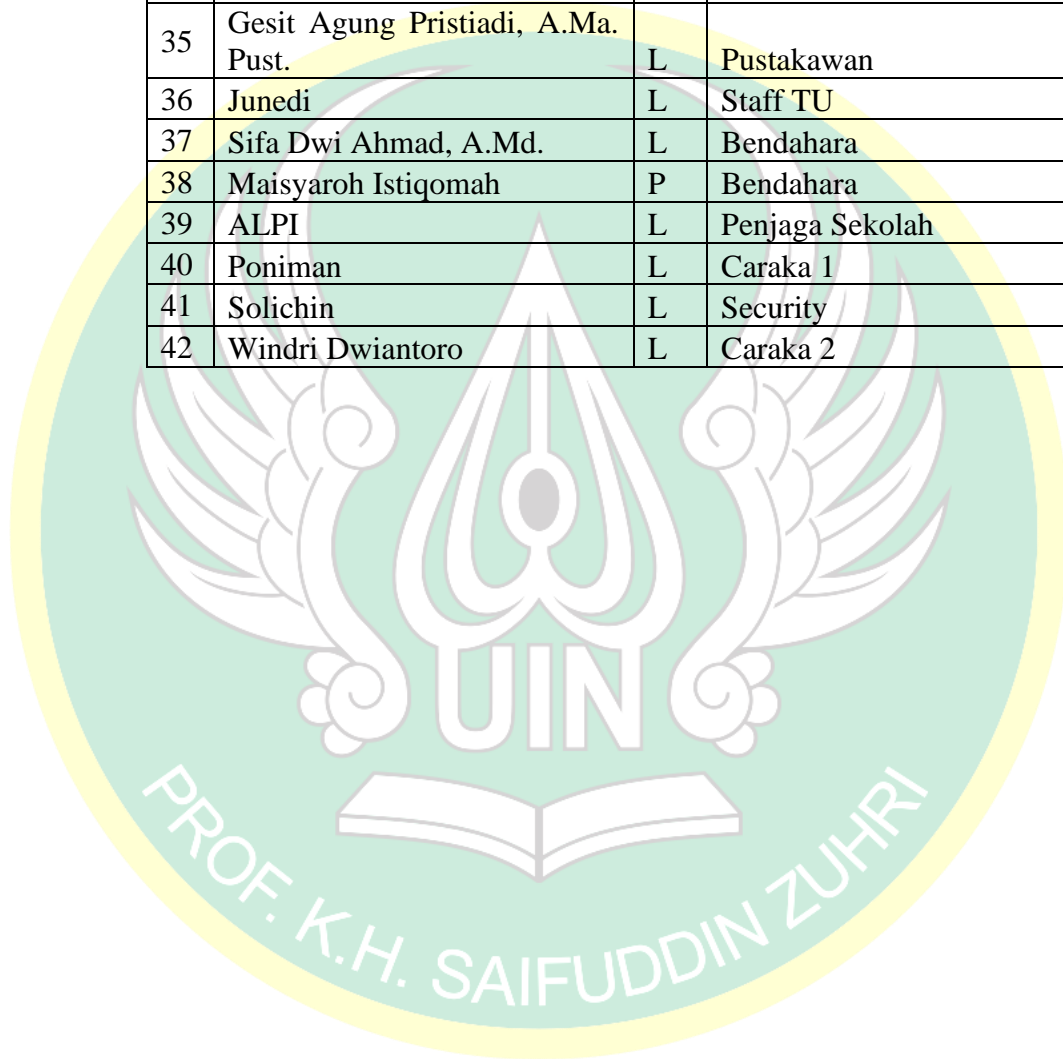 35 Gesit Agung Pristiadi, A.Ma.
Pust. L Pustakawan
36 Junedi L Staff TU
37 Sifa Dwi Ahmad, A.Md. L Bendahara
38 Maisyaroh Istiqomah P Bendahara
39 ALPI L Penjaga Sekolah
40 Poniman L Caraka 1
41 Solichin L Security
42 Windri Dwiantoro L Caraka 2
UIN
PROF. K.H. SAIFUDDIN ZUHRI